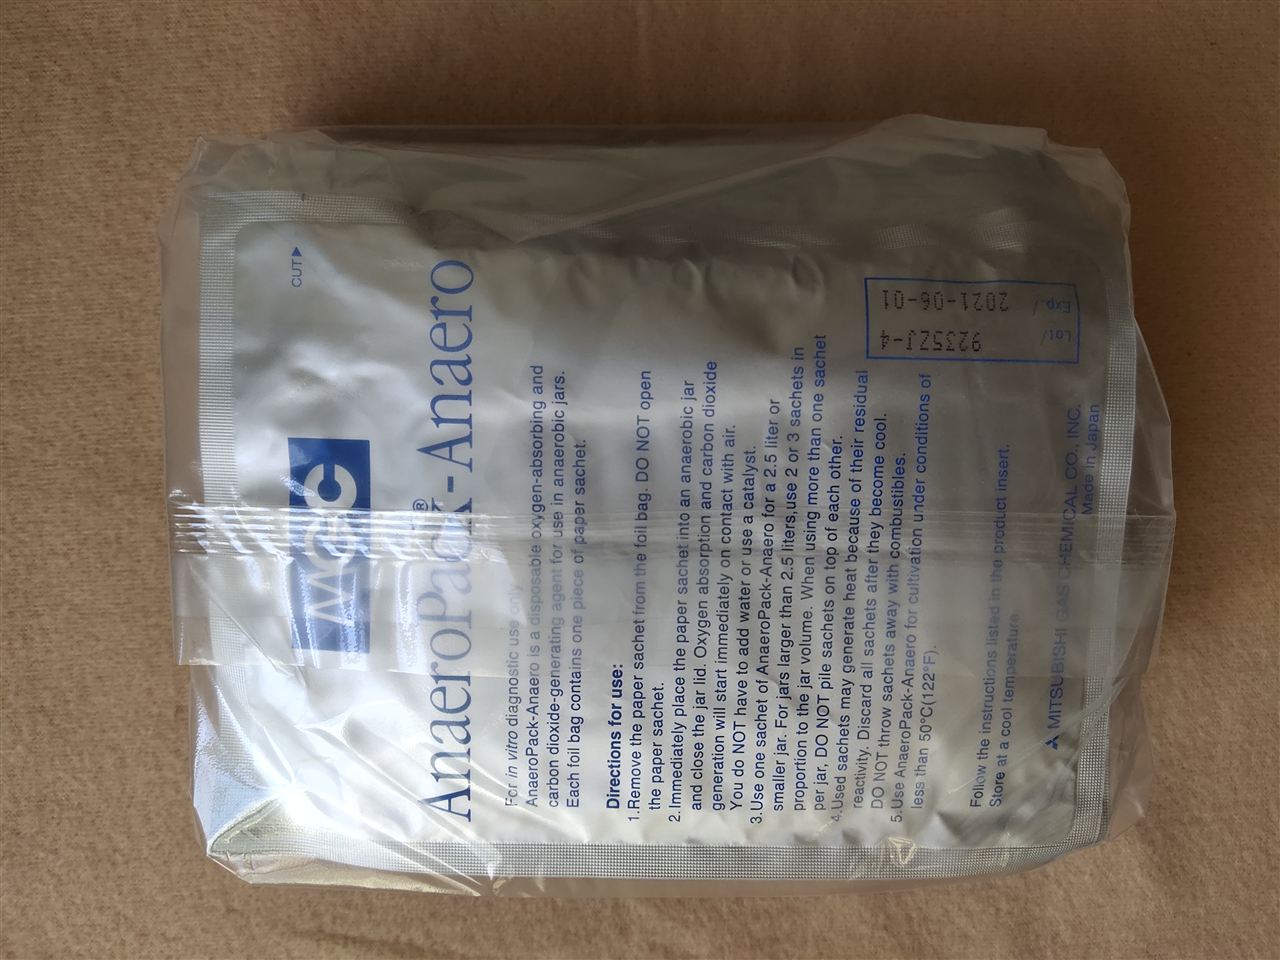 CUT▶
MGC
AnaeroPack®-Anaero
For in vitro diagnostic use only
AnaeroPack-Anaero is a disposable oxygen-absorbing and
carbon dioxide-generating agent for use in anaerobic jars.
Each foil bag contains one piece of paper sachet.
Directions for use:
1.Remove the paper sachet from the foil bag. DO NOT open
the paper sachet.
2. Immediately place the paper sachet into an anaerobic jar
and close the jar lid. Oxygen absorption and carbon dioxide
generation will start immediately on contact with air.
You do NOT have to add water or use a catalyst.
3.Use one sachet of AnaeroPack-Anaero for a 2.5 liter or
smaller jar. For jars larger than 2.5 liters,use 2 or 3 sachets in
proportion to the jar volume. When using more than one sachet
per jar, DO NOT pile sachets on top of each other.
4.Used sachets may generate heat because of their residual
reactivity. Discard all sachets after they become cool.
DO NOT throw sachets away with combustibles.
5.Use AnaeroPack-Anaero for cultivation under conditions of
less than 50°C(122°F).
Lot/ 9235ZJ-4
Exp./ 2021-06-01
Follow the instructions listed in the product insert.
Store at a cool temperature
MITSUBISHI GAS CHEMICAL CO., INC.
Made in Japan